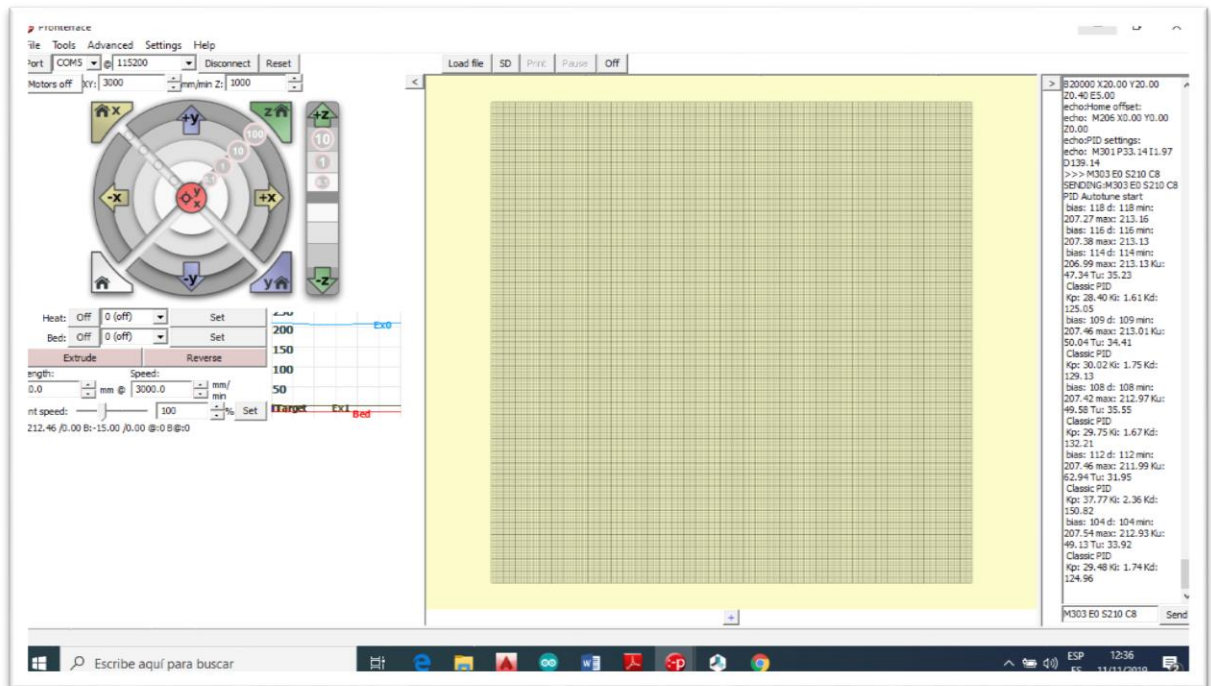 Pronterface
File Tools Advanced Settings Help
Port COM5 @ 115200 Disconnect Reset Load file SD Print Pause Off
Motors off XY: 3000 mm/min Z: 1000
< >
x z +y +z
100 10 1
10 1
-x y x +x
-y y -z
Heat: Off 0 (off) Set
Bed: Off 0 (off) Set
Extrude Reverse
ength: Speed:
0.0 mm @ 3000.0 mm/
min
nt speed: 100 % Set
212.46 /0.00 B:-15.00 /0.00 @:0 B@:0
250
200 Ex0
150
100
50
Target Ex1 Bed
+
B20000 X20.00 Y20.00
Z0.40 E5.00
echo:Home offset:
echo: M206 X0.00 Y0.00
Z0.00
echo:PID settings:
echo: M301 P33.14 I1.97
D139.14
>>> M303 E0 S210 C8
SENDING:M303 E0 S210 C8
PID Autotune start
bias: 118 d: 118 min:
207.27 max: 213.16
bias: 116 d: 116 min:
207.38 max: 213.13
bias: 114 d: 114 min:
206.99 max: 213.13 Ku:
47.34 Tu: 35.23
Classic PID
Kp: 28.40 Ki: 1.61 Kd:
125.05
bias: 109 d: 109 min:
207.46 max: 213.01 Ku:
50.04 Tu: 34.41
Classic PID
Kp: 30.02 Ki: 1.75 Kd:
129.13
bias: 108 d: 108 min:
207.42 max: 212.97 Ku:
49.58 Tu: 35.55
Classic PID
Kp: 29.75 Ki: 1.67 Kd:
132.21
bias: 112 d: 112 min:
207.46 max: 211.99 Ku:
62.94 Tu: 31.95
Classic PID
Kp: 37.77 Ki: 2.36 Kd:
150.82
bias: 104 d: 104 min:
207.54 max: 212.93 Ku:
49.13 Tu: 33.92
Classic PID
Kp: 29.48 Ki: 1.74 Kd:
124.96
M303 E0 S210 C8 Send
Escribe aquí para buscar
ESP 12:36
ES 11/11/2019